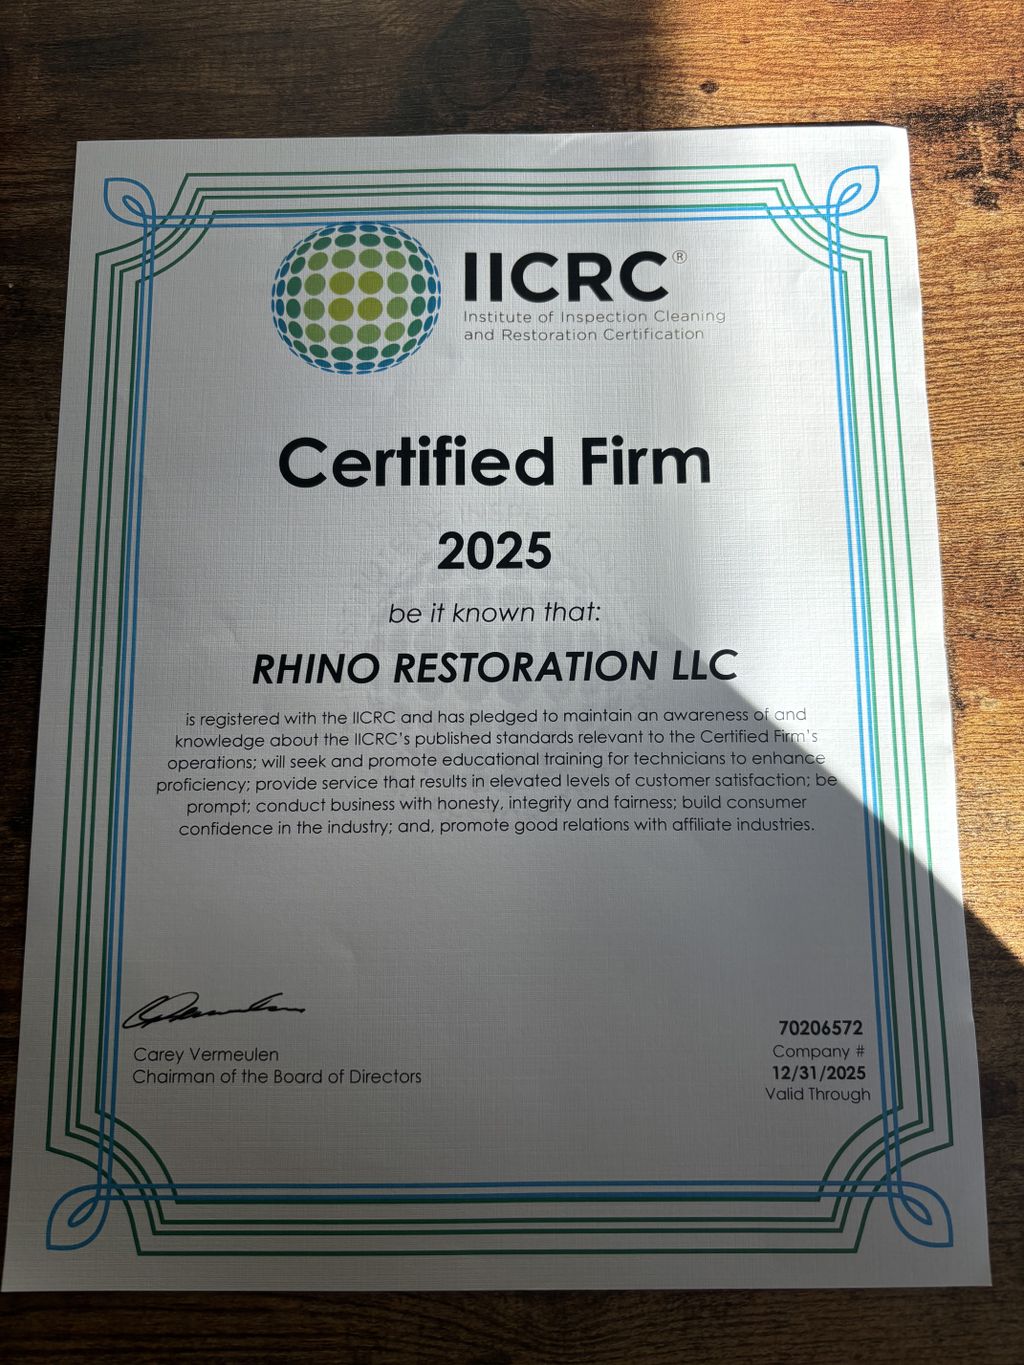 IICRC®
Institute of Inspection Cleaning
and Restoration Certification
Certified Firm
2025
be it known that:
RHINO RESTORATION LLC
is registered with the IICRC and has pledged to maintain an awareness of and
knowledge about the IICRC's published standards relevant to the Certified Firm's
operations; will seek and promote educational training for technicians to enhance
proficiency; provide service that results in elevated levels of customer satisfaction; be
prompt; conduct business with honesty, integrity and fairness; build consumer
confidence in the industry; and, promote good relations with affiliate industries.
Carey Vermeulen
Chairman of the Board of Directors
70206572
Company #
12/31/2025
Valid Through